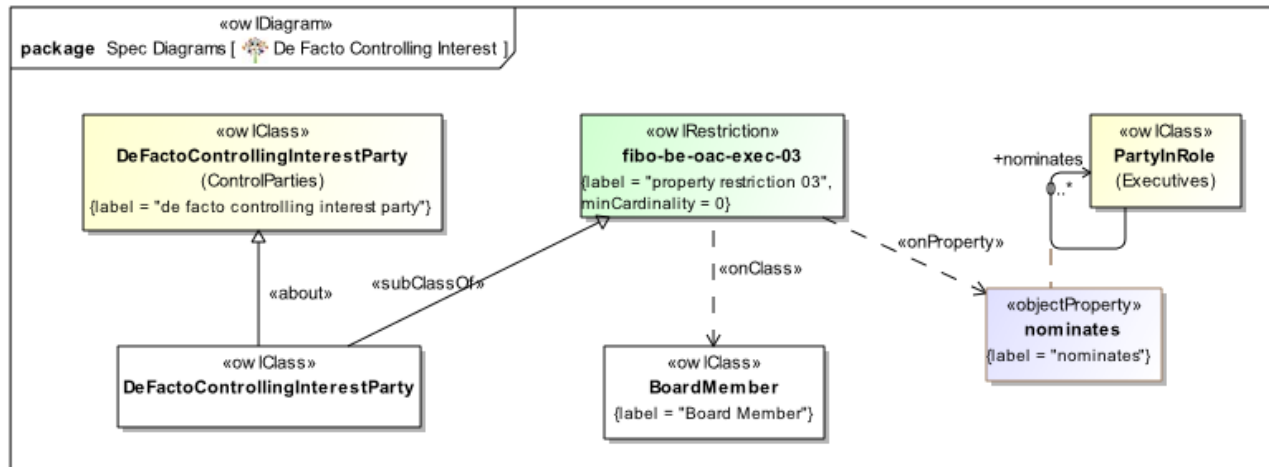 «owlDiagram»
package Spec Diagrams [ De Facto Controlling Interest ]
«owlClass»
DeFactoControllingInterestParty
(ControlParties)
{label = "de facto controlling interest party"}
«owlRestriction»
fibo-be-oac-exec-03
{label = "property restriction 03",
minCardinality = 0}
+nominates
..*
«owlClass»
PartyInRole
(Executives)
«onProperty»
«onClass»
«subClassOf»
«about»
«objectProperty»
nominates
{label = "nominates"}
«owlClass»
DeFactoControllingInterestParty
«owlClass»
BoardMember
{label = "Board Member"}